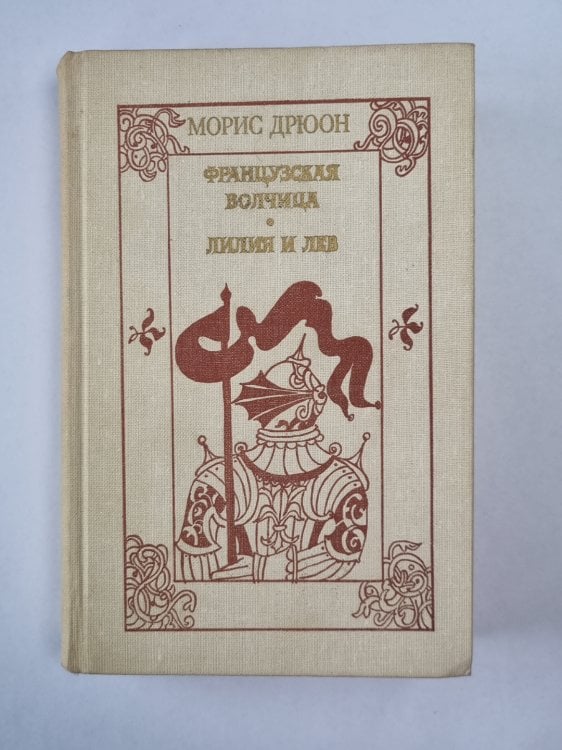 МОРИС ДРЮОН
ФРАНЦУЗСКАЯ
ВОЛЧИЦА
•
ЛИЛИЯ И ЛЕВ